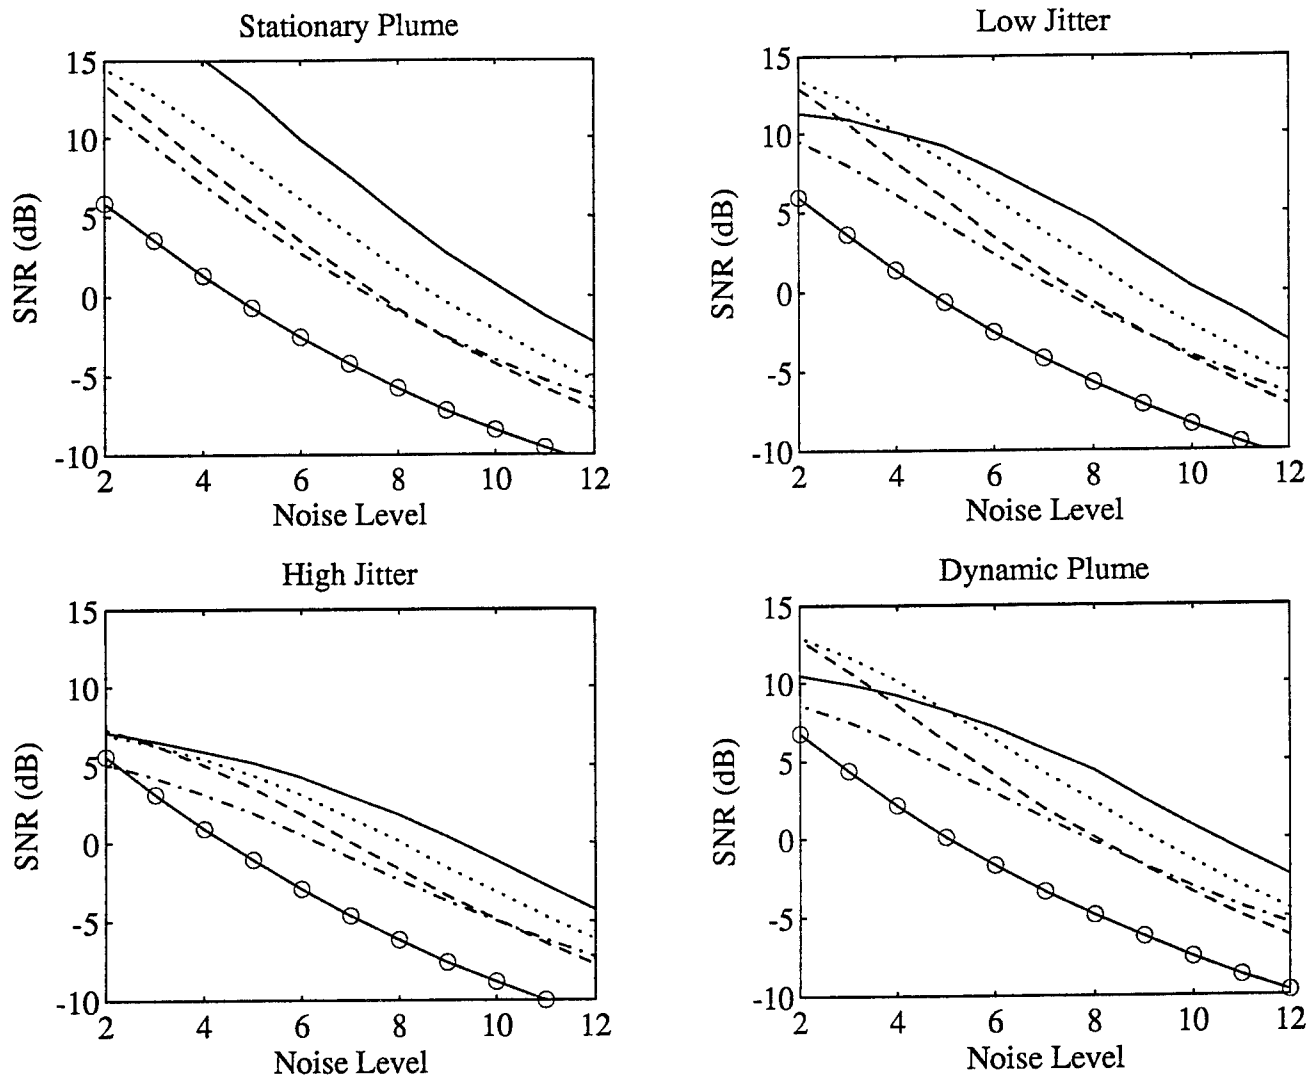 Stationary Plume
15
10
5
0
-5
-10
SNR (dB)
2 4 6 8 10 12
Noise Level
Low Jitter
15
10
5
0
-5
-10
SNR (dB)
2 4 6 8 10 12
Noise Level
High Jitter
15
10
5
0
-5
-10
SNR (dB)
2 4 6 8 10 12
Noise Level
Dynamic Plume
15
10
5
0
-5
-10
SNR (dB)
2 4 6 8 10 12
Noise Level